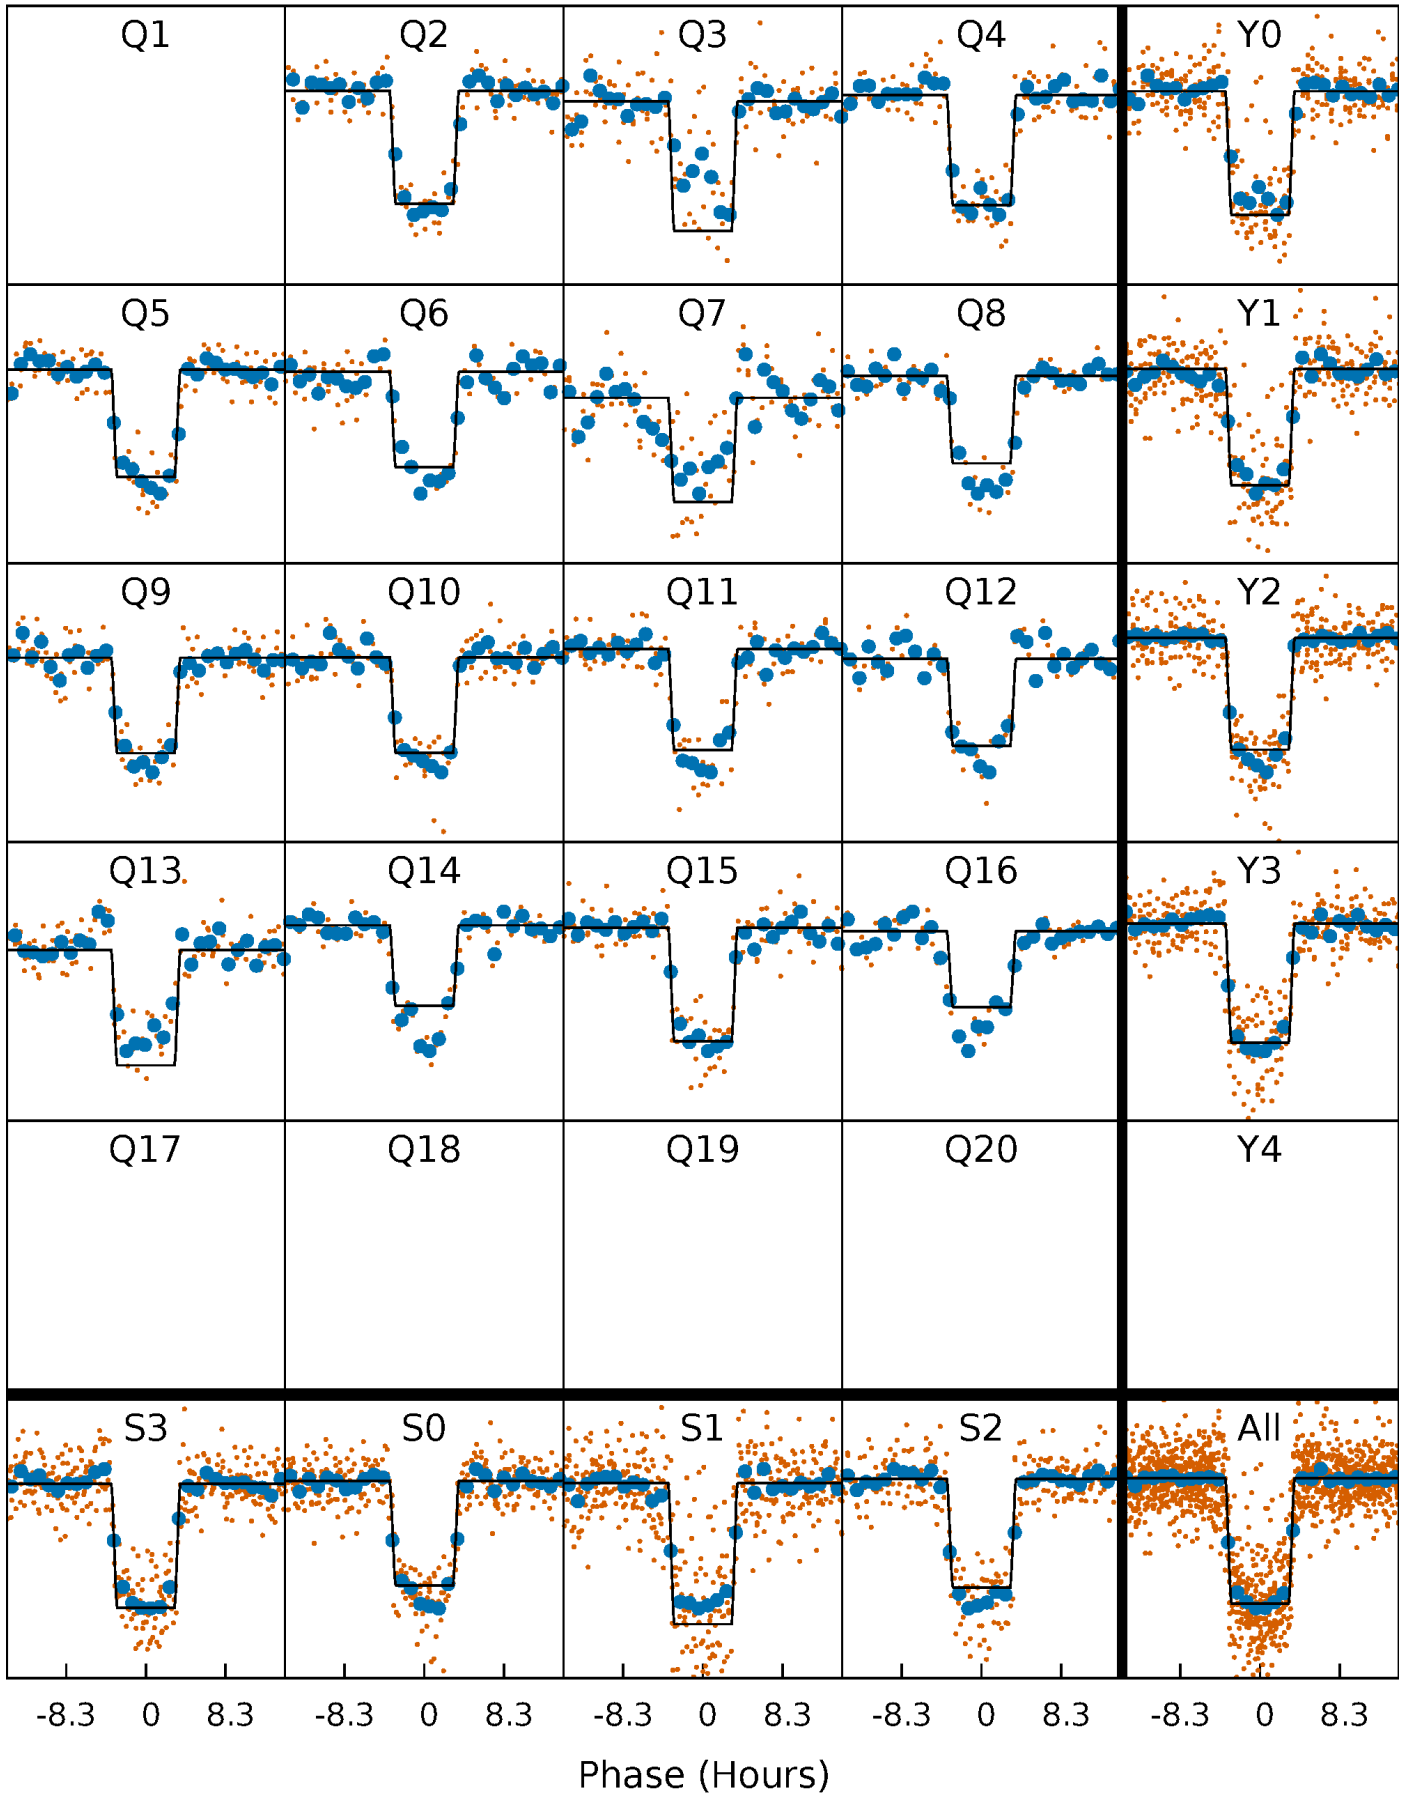 Q1 Q2 Q3 Q4 Y0
Q5 Q6 Q7 Q8 Y1
Q9 Q10 Q11 Q12 Y2
Q13 Q14 Q15 Q16 Y3
Q17 Q18 Q19 Q20 Y4
S3 S0 S1 S2 All
-8.3 0 8.3 -8.3 0 8.3 -8.3 0 8.3 -8.3 0 8.3 -8.3 0 8.3
Phase (Hours)